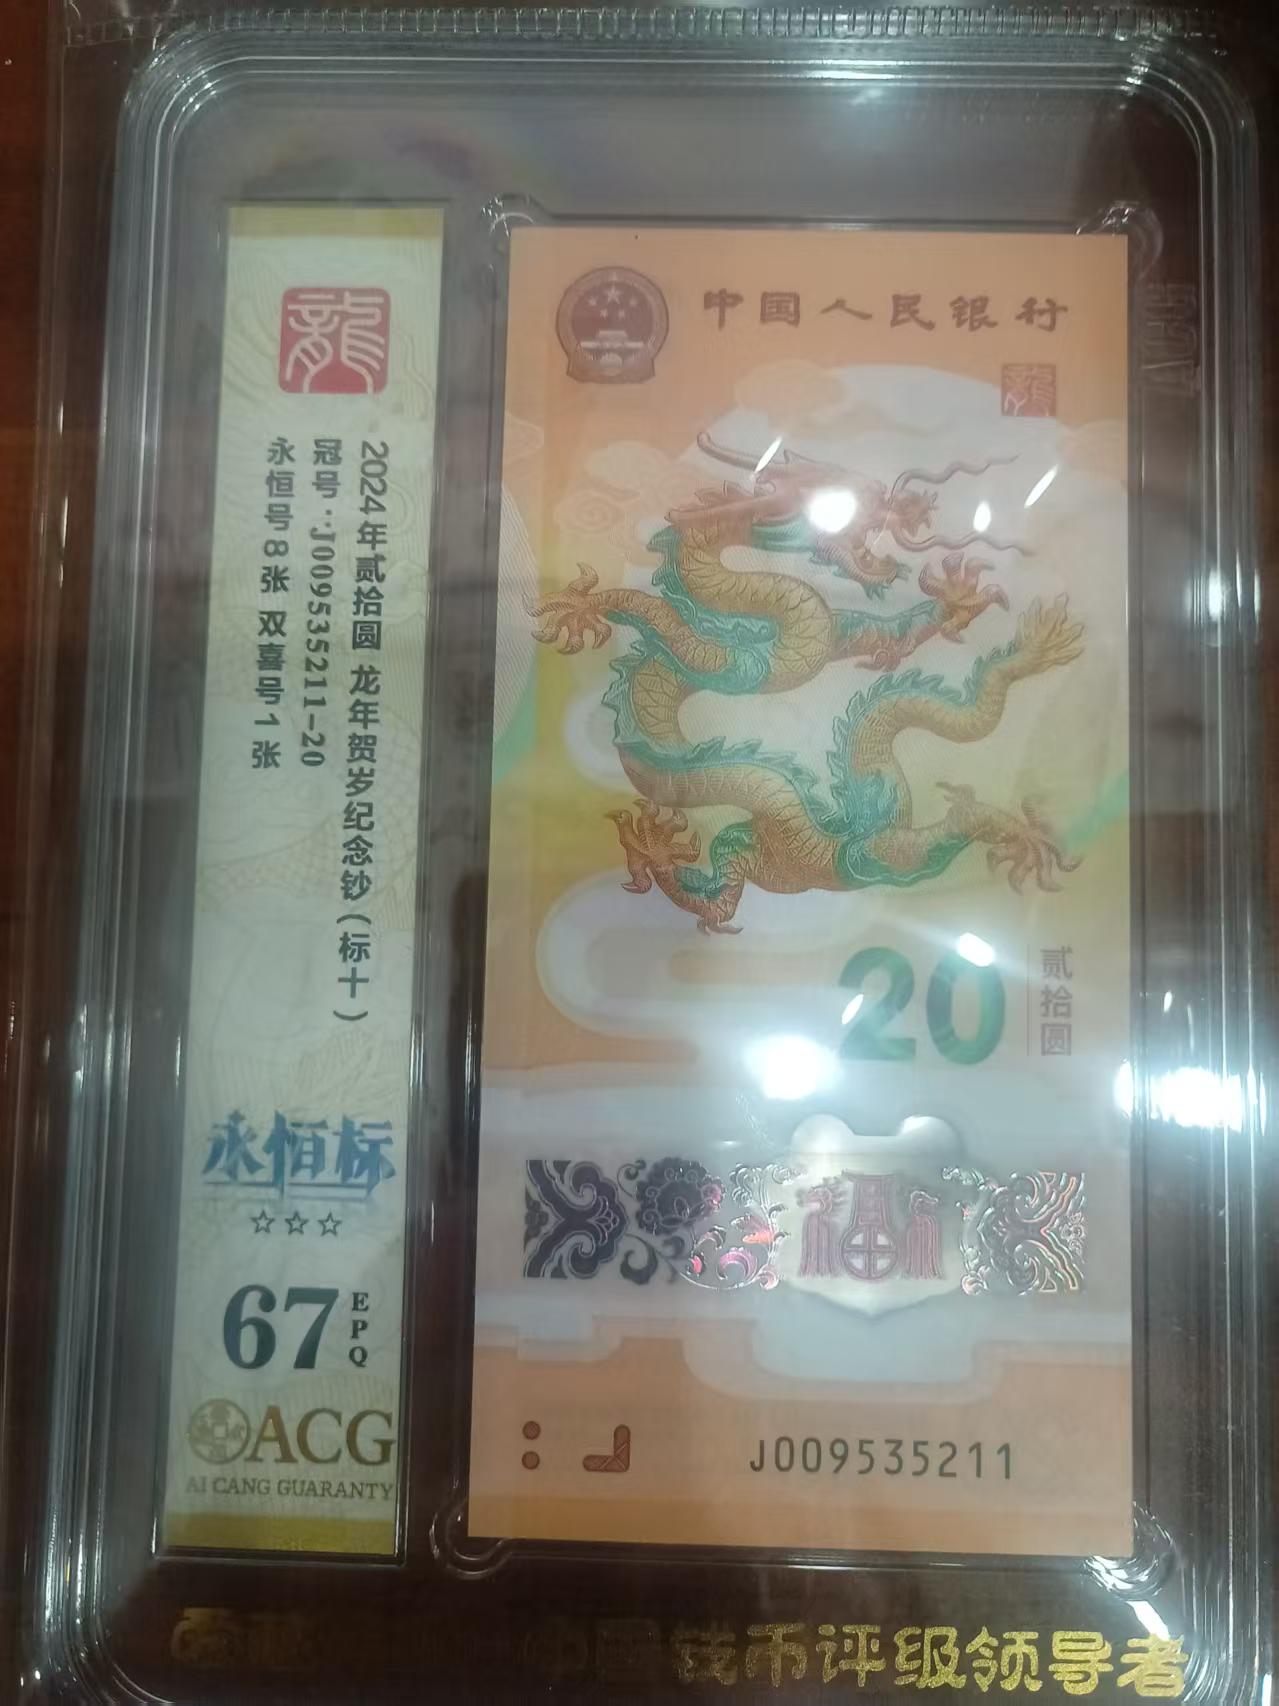 龍
2024年贰拾圆 龙年贺岁纪念钞(标十)
冠号:J009535211-20
永恒号8张 双喜号1张
永恒标
☆☆☆
67
EPQ
ACG
AI CANG GUARANTY
中国人民银行
龍
20
贰拾圆
福
J009535211
中国钱币评级领导者